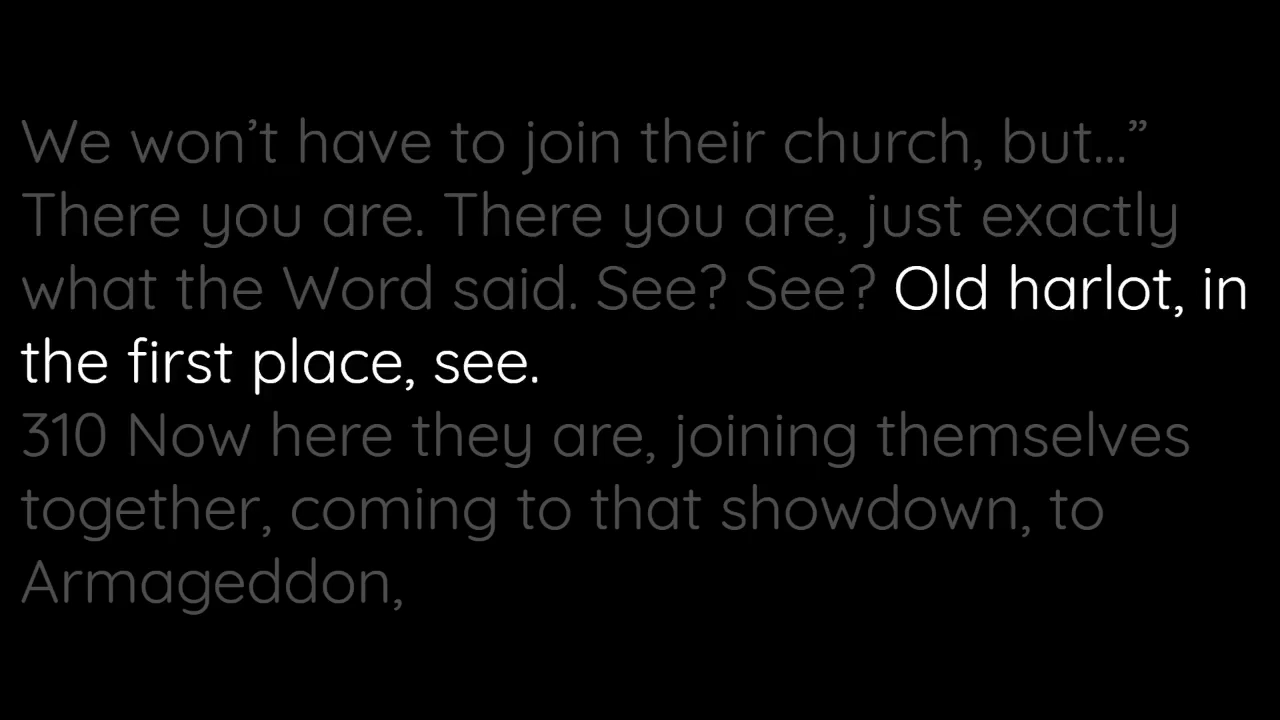 We won’t have to join their church, but...”
There you are. There you are, just exactly
what the Word said. See? See? Old harlot, in
the first place, see.
310 Now here they are, joining themselves
together, coming to that showdown, to
Armageddon,